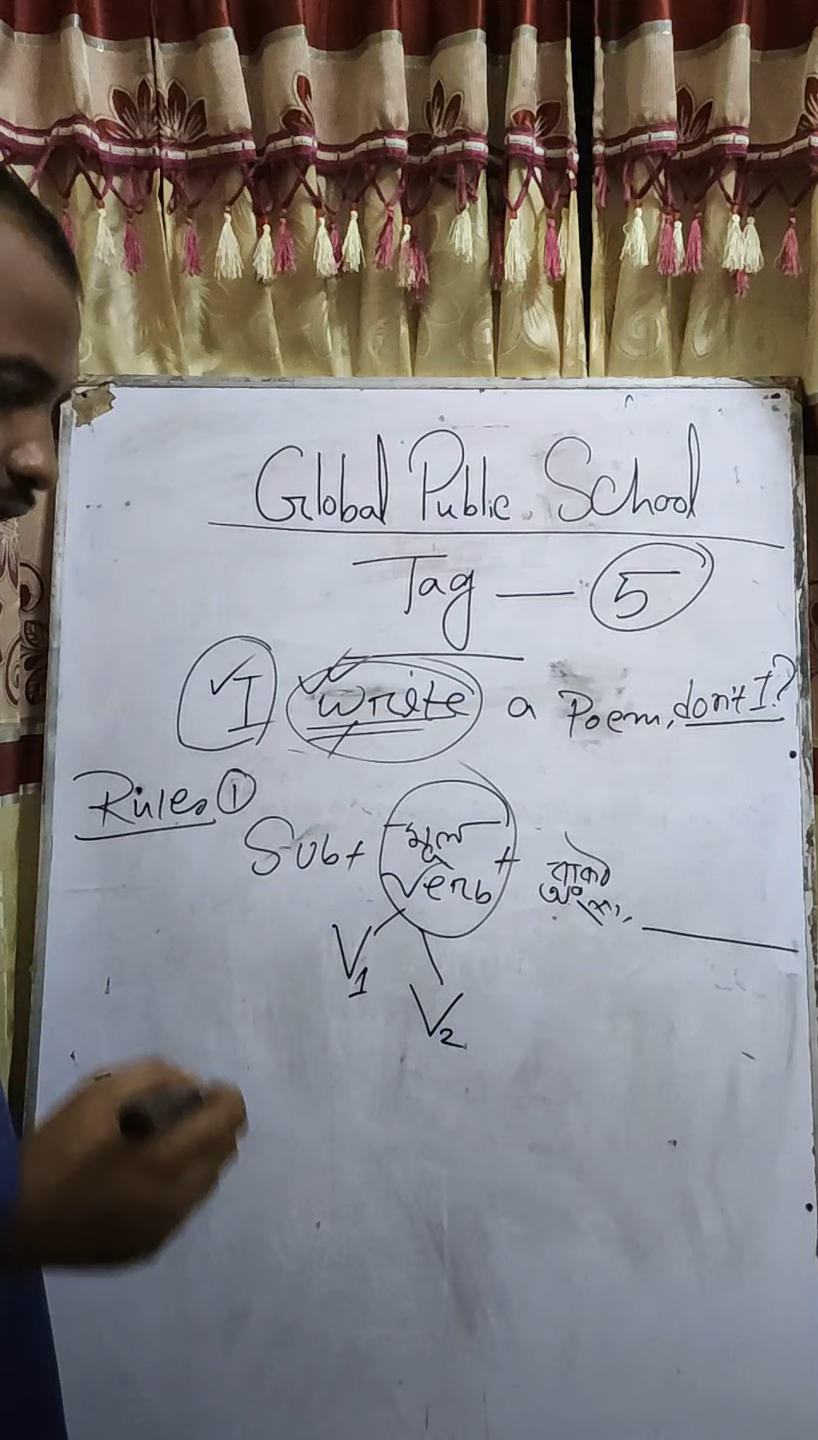 Global Public School
Tag — 5
I write a Poem, don't I?
Rules ①
Sub + মূল verb + বাকী অংশ,
V1
V2